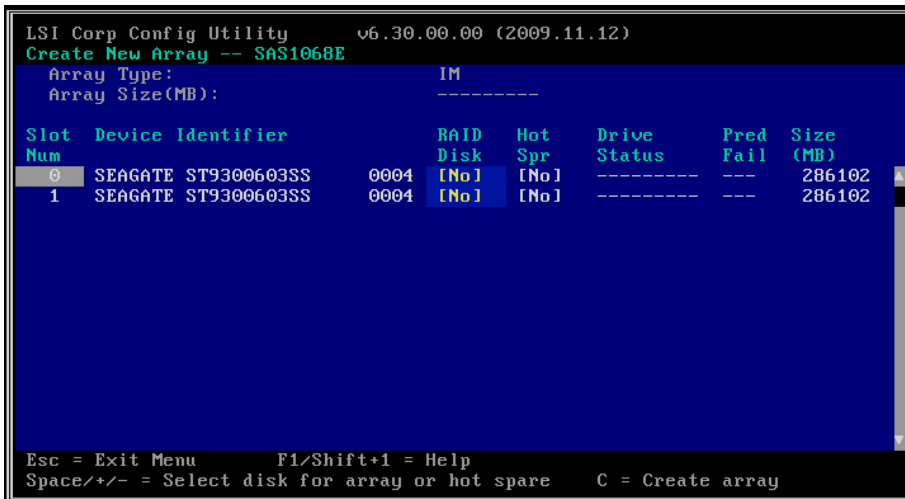 LSI Corp Config Utility v6.30.00.00 (2009.11.12)
Create New Array -- SAS1068E
Array Type: IM
Array Size(MB): ---------
Slot Device Identifier RAID Hot Drive Pred Size
Num Disk Spr Status Fail (MB)
0 SEAGATE ST9300603SS 0004 [No] [No] --------- --- 286102
1 SEAGATE ST9300603SS 0004 [No] [No] --------- --- 286102
Esc = Exit Menu F1/Shift+1 = Help
Space/+/- = Select disk for array or hot spare C = Create array